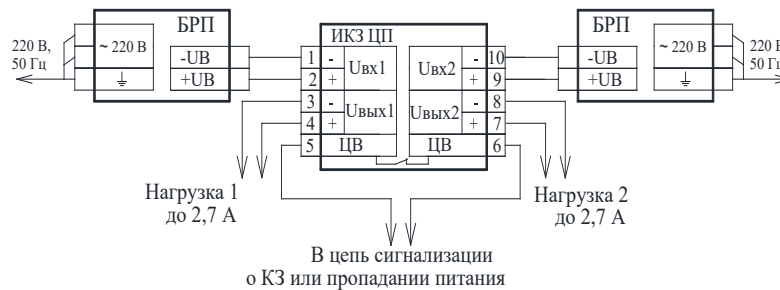 БРП
ИКЗ ЦП
БРП
220 В,
50 Гц
~ 220 В
-UB
+UB
1
-
2
+
Uвх1
3
-
4
+
Uвых1
5
ЦВ
Uвх2
-
10
+
9
Uвых2
-
8
+
7
ЦВ
6
-UB
+UB
~ 220 В
220 В,
50 Гц
Нагрузка 1
до 2,7 А
Нагрузка 2
до 2,7 А
В цепь сигнализации
о КЗ или пропадании питания